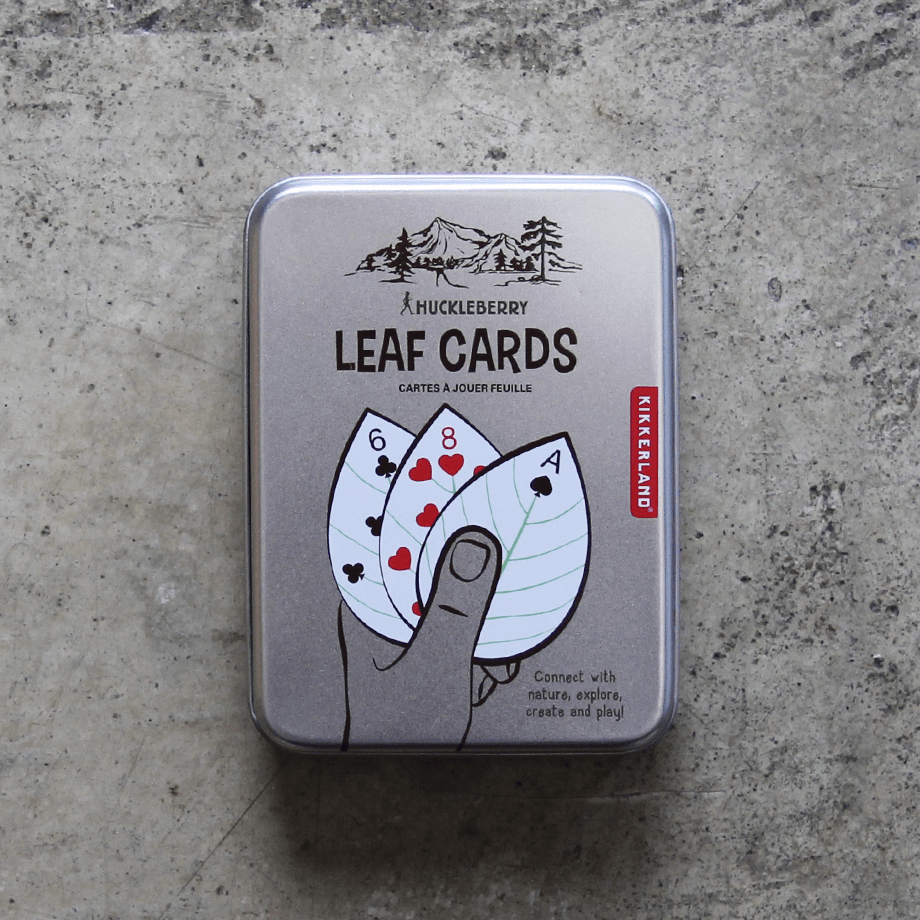 HUCKLEBERRY
LEAF CARDS
CARTES À JOUER FEUILLE
6
8
A
KIKKERLAND®
Connect with
nature, explore,
create and play!